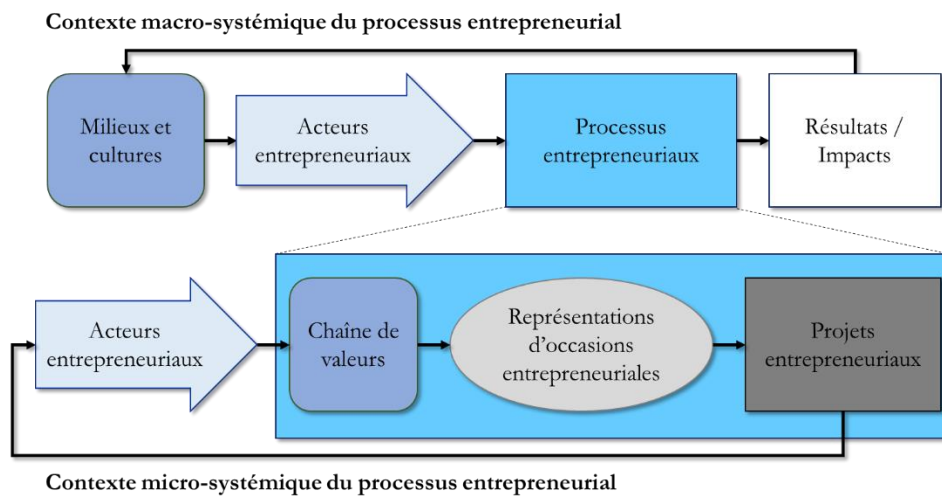 Contexte macro-systémique du processus entrepreneurial
Milieux et
cultures
Acteurs
entrepreneuriaux
Processus
entrepreneuriaux
Résultats /
Impacts
Acteurs
entrepreneuriaux
Chaîne de
valeurs
Représentations
d’occasions
entrepreneuriales
Projets
entrepreneuriaux
Contexte micro-systémique du processus entrepreneurial